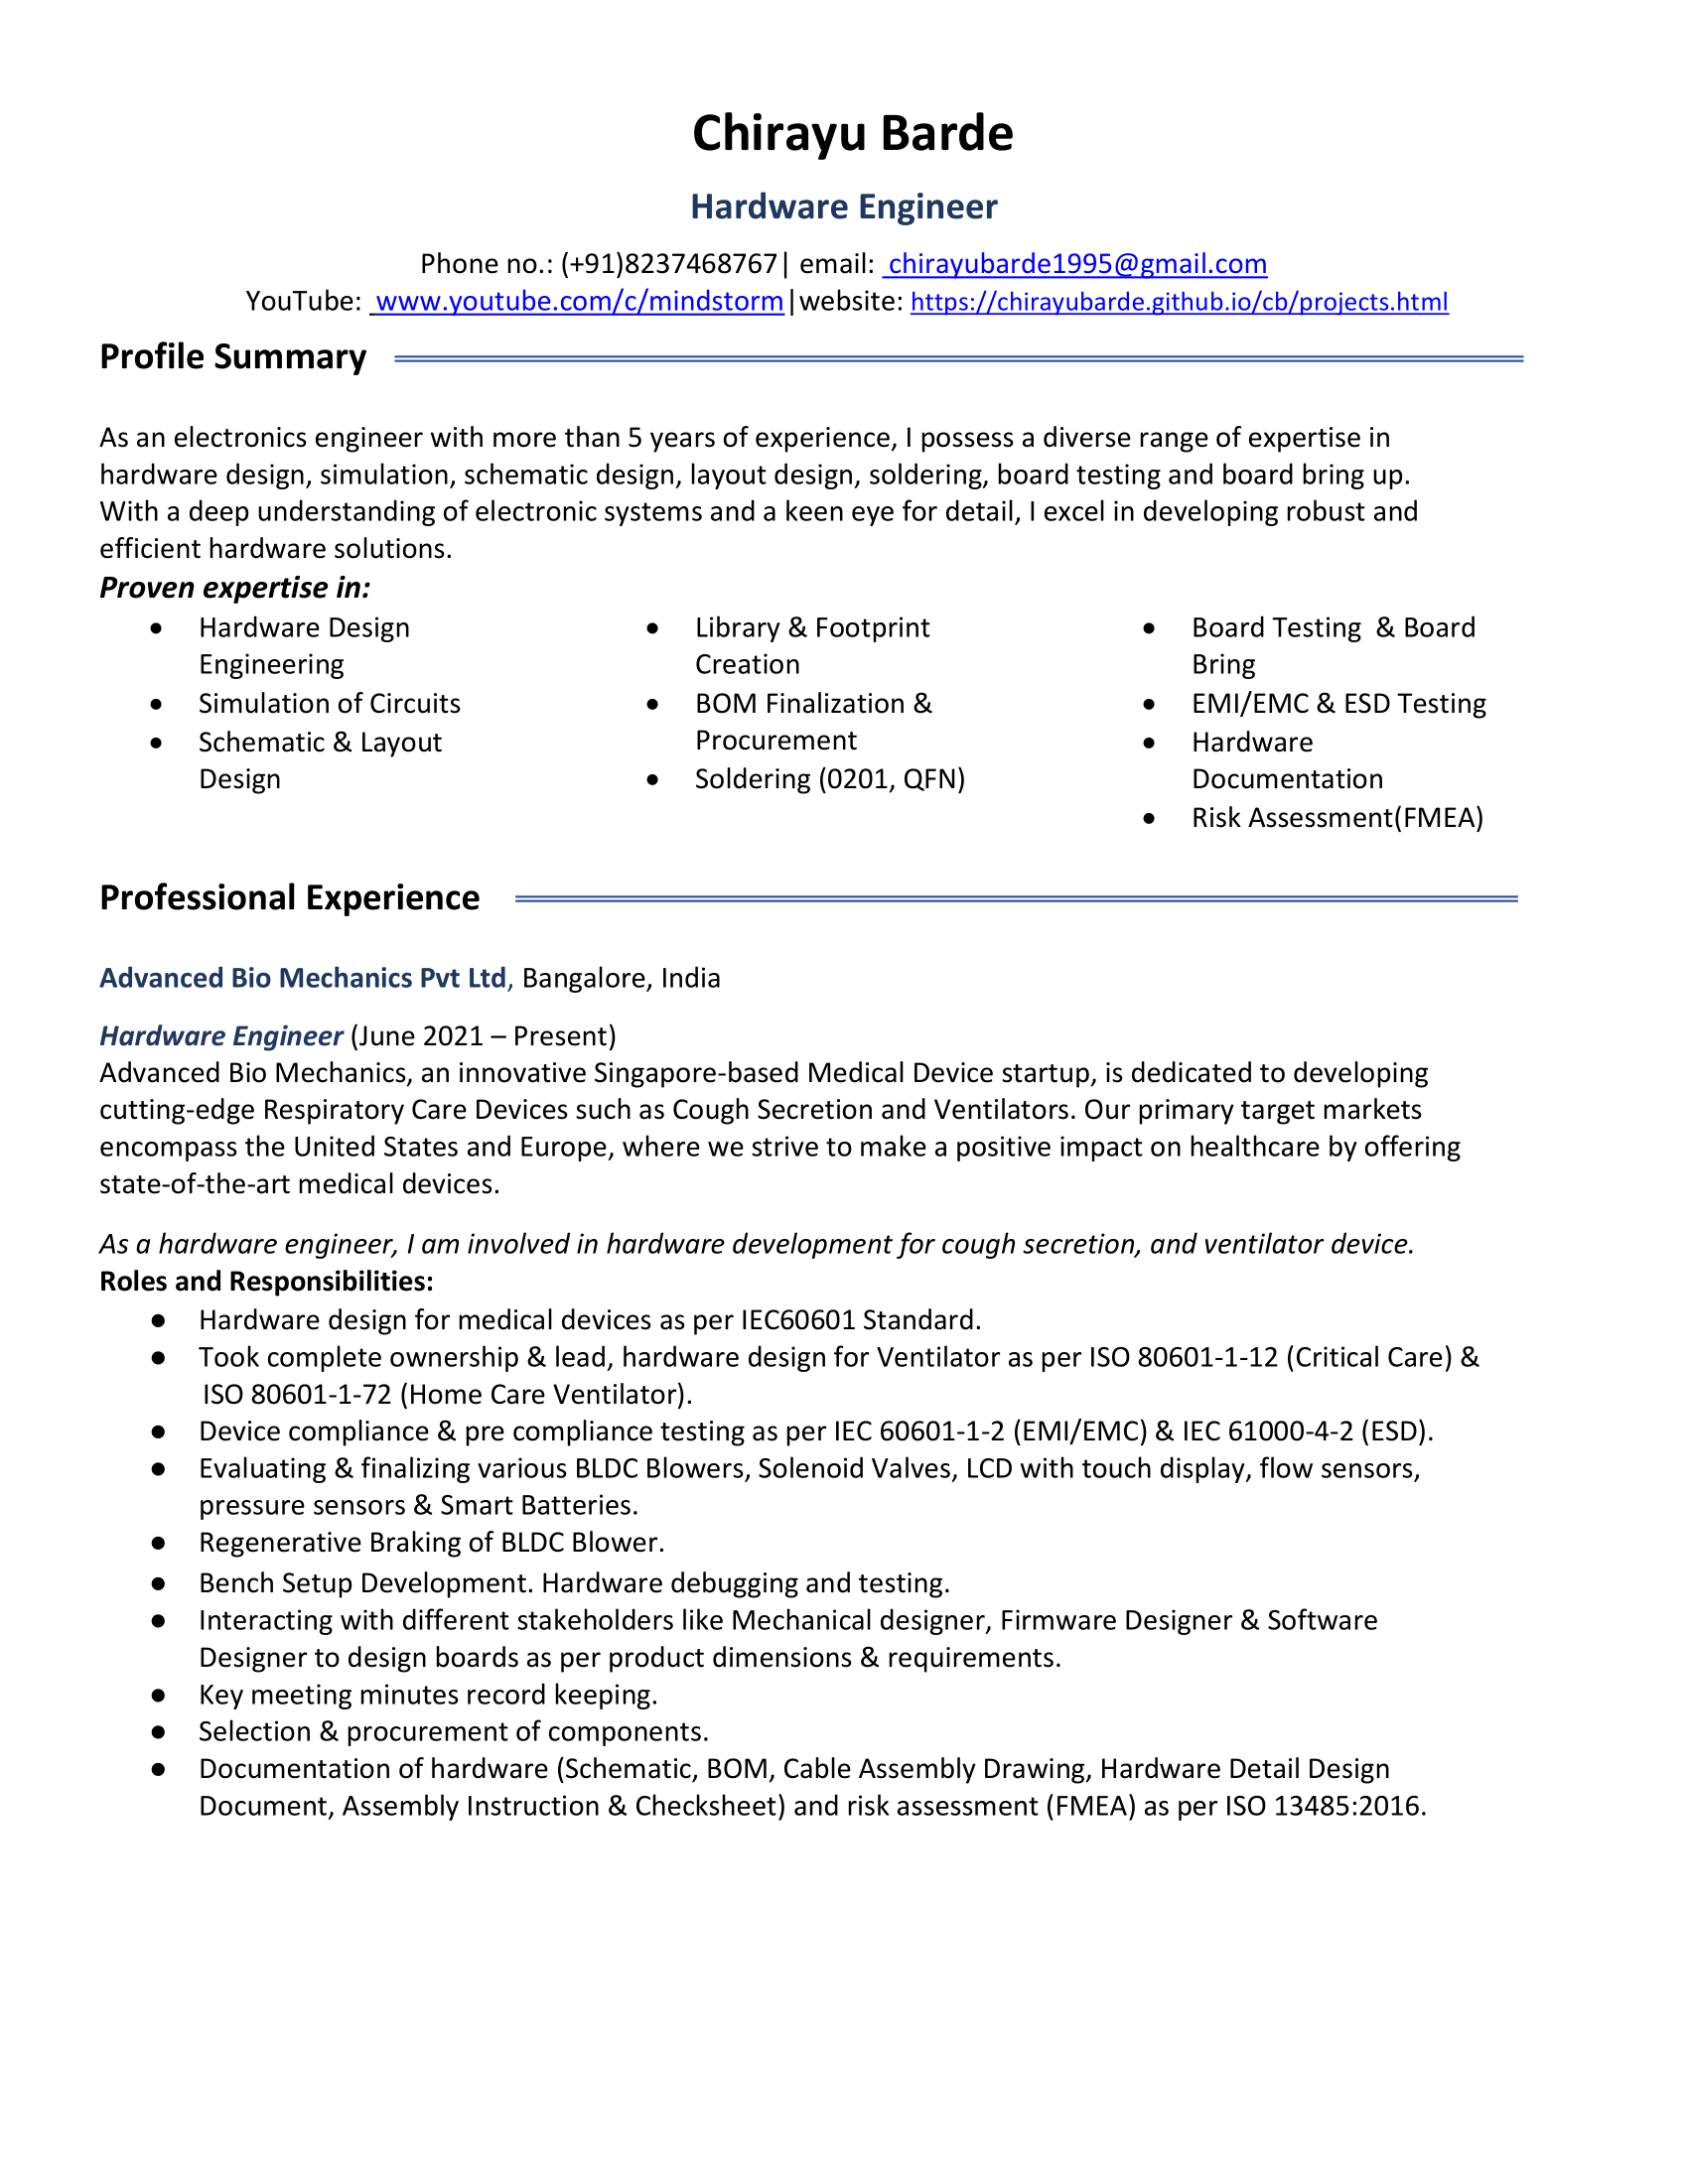 Chirayu Barde
Hardware Engineer
Phone no.: (+91)8237468767| email:  chirayubarde1995@gmail.com
YouTube:  www.youtube.com/c/mindstorm|website: https://chirayubarde.github.io/cb/projects.html
Profile Summary
As an electronics engineer with more than 5 years of experience, I possess a diverse range of expertise in
hardware design, simulation, schematic design, layout design, soldering, board testing and board bring up.
With a deep understanding of electronic systems and a keen eye for detail, I excel in developing robust and
efficient hardware solutions.
Proven expertise in:
● Hardware Design
Engineering
● Simulation of Circuits
● Schematic & Layout
Design
● Library & Footprint
Creation
● BOM Finalization &
Procurement
● Soldering (0201, QFN)
● Board Testing  & Board
Bring
● EMI/EMC & ESD Testing
● Hardware
Documentation
● Risk Assessment(FMEA)
Professional Experience
Advanced Bio Mechanics Pvt Ltd, Bangalore, India
Hardware Engineer (June 2021 – Present)
Advanced Bio Mechanics, an innovative Singapore-based Medical Device startup, is dedicated to developing
cutting-edge Respiratory Care Devices such as Cough Secretion and Ventilators. Our primary target markets
encompass the United States and Europe, where we strive to make a positive impact on healthcare by offering
state-of-the-art medical devices.
As a hardware engineer, I am involved in hardware development for cough secretion, and ventilator device.
Roles and Responsibilities:
● Hardware design for medical devices as per IEC60601 Standard.
● Took complete ownership & lead, hardware design for Ventilator as per ISO 80601-1-12 (Critical Care) &
ISO 80601-1-72 (Home Care Ventilator).
● Device compliance & pre compliance testing as per IEC 60601-1-2 (EMI/EMC) & IEC 61000-4-2 (ESD).
● Evaluating & finalizing various BLDC Blowers, Solenoid Valves, LCD with touch display, flow sensors,
pressure sensors & Smart Batteries.
● Regenerative Braking of BLDC Blower.
● Bench Setup Development. Hardware debugging and testing.
● Interacting with different stakeholders like Mechanical designer, Firmware Designer & Software
Designer to design boards as per product dimensions & requirements.
● Key meeting minutes record keeping.
● Selection & procurement of components.
● Documentation of hardware (Schematic, BOM, Cable Assembly Drawing, Hardware Detail Design
Document, Assembly Instruction & Checksheet) and risk assessment (FMEA) as per ISO 13485:2016.